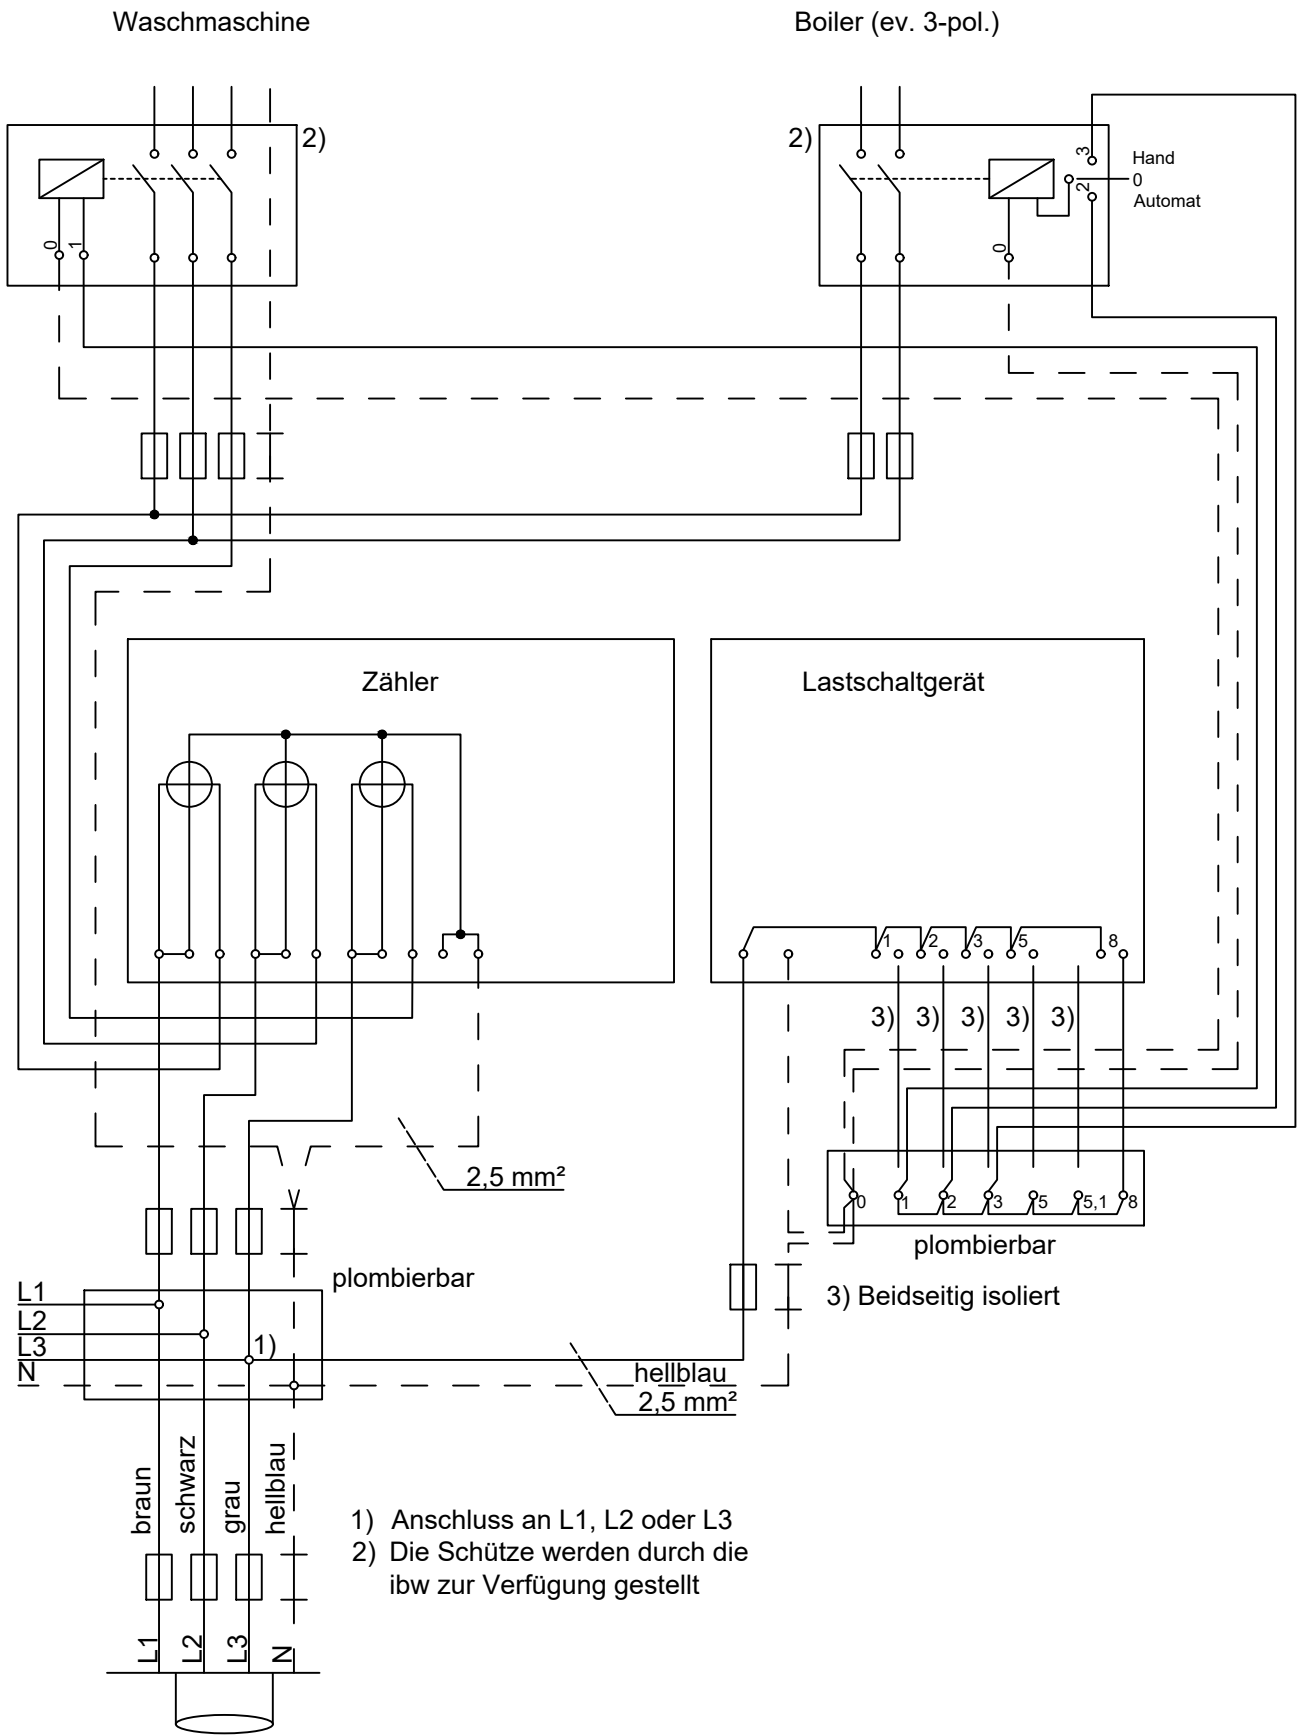 Waschmaschine
Boiler (ev. 3-pol.)
2)
2)
3
Hand
0
2
Automat
0
1
0
Zähler
Lastschaltgerät
1
2
3
5
8
3)
3)
3)
3)
3)
2,5 mm²
0
1
2
3
5
5,1
8
plombierbar
plombierbar
3) Beidseitig isoliert
L1
L2
L3
N
1)
hellblau
2,5 mm²
braun
schwarz
grau
hellblau
1) Anschluss an L1, L2 oder L3
2) Die Schütze werden durch die
ibw zur Verfügung gestellt
L1
L2
L3
N